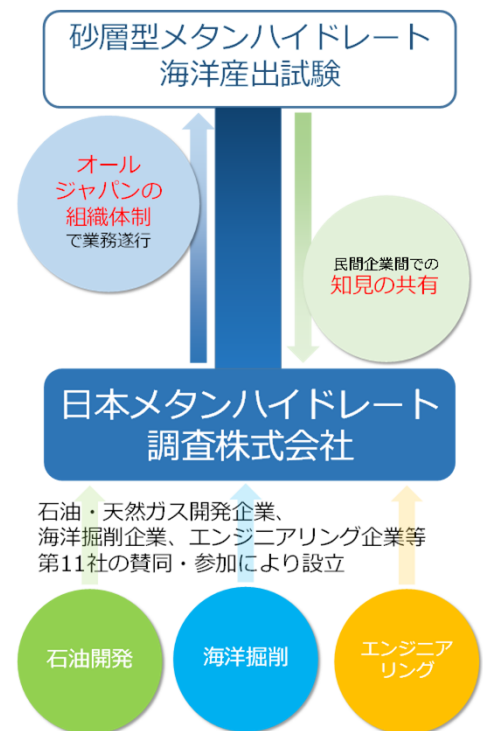 砂層型メタンハイドレート
海洋産出試験
オール
ジャパンの
組織体制
で業務遂行
民間企業間での
知見の共有
日本メタンハイドレート
調査株式会社
石油・天然ガス開発企業、
海洋掘削企業、エンジニアリング企業等
第11社の賛同・参加により設立
石油開発
海洋掘削
エンジニア
リング